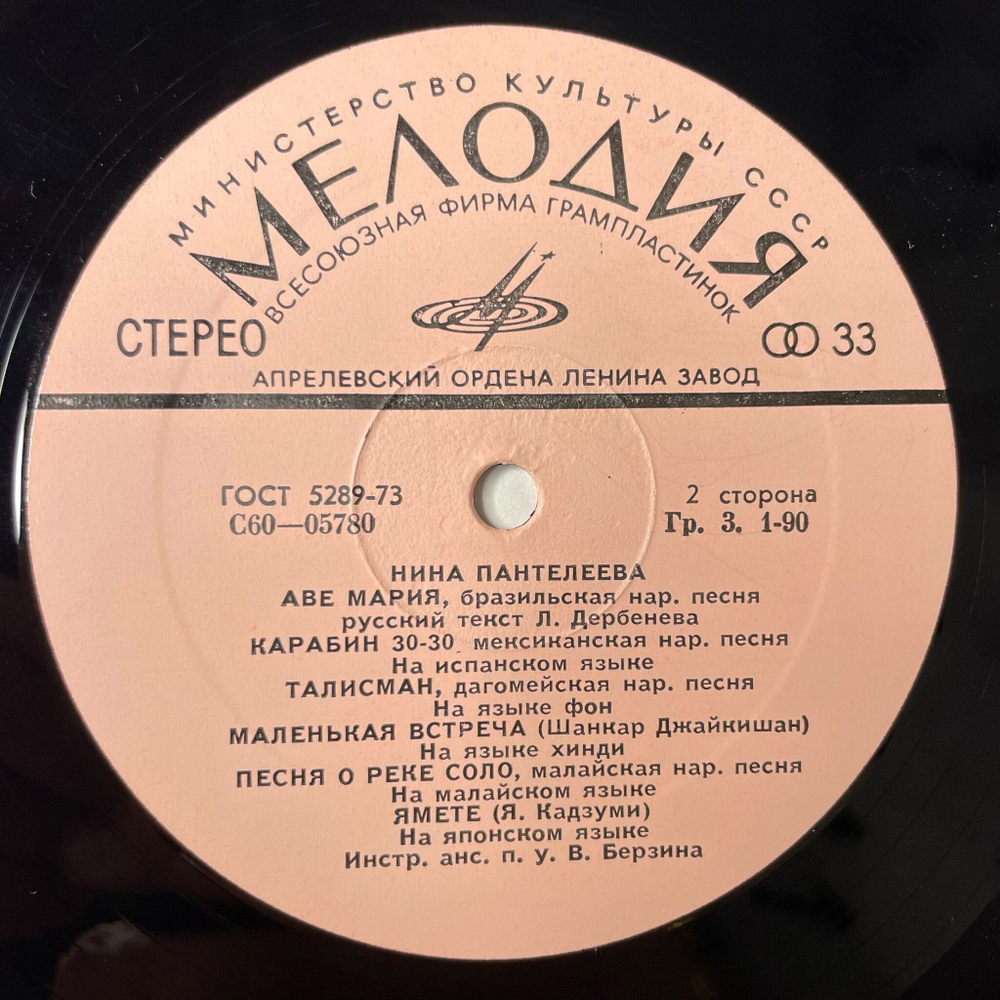 МИНИСТЕРСТВО КУЛЬТУРЫ СССР
МЕЛОДИЯ
ВСЕСОЮЗНАЯ ФИРМА ГРАМПЛАСТИНОК
СТЕРЕО
33
АПРЕЛЕВСКИЙ ОРДЕНА ЛЕНИНА ЗАВОД
ГОСТ 5289-73
2 сторона
С60—05780
Гр. 3. 1-90
НИНА ПАНТЕЛЕЕВА
АВЕ МАРИЯ, бразильская нар. песня
русский текст Л. Дербенева
КАРАБИН 30-30, мексиканская нар. песня
На испанском языке
ТАЛИСМАН, дагомейская нар. песня
На языке фон
МАЛЕНЬКАЯ ВСТРЕЧА (Шанкар Джайкишан)
На языке хинди
ПЕСНЯ О РЕКЕ СОЛО, малайская нар. песня
На малайском языке
ЯМЕТЕ (Я. Кадзуми)
На японском языке
Инстр. анс. п. у. В. Берзина